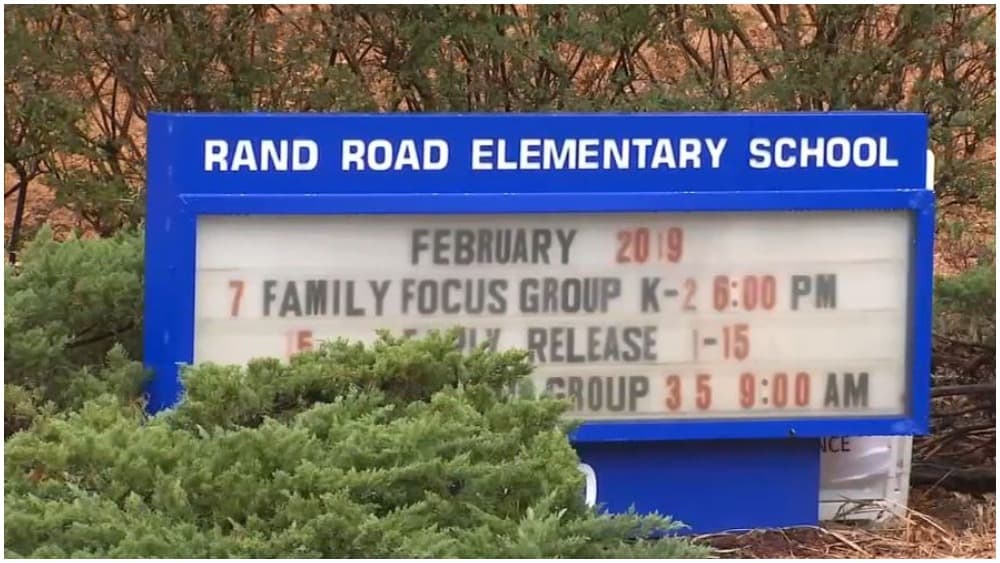 RAND ROAD ELEMENTARY SCHOOL
FEBRUARY 2019
7 FAMILY FOCUS GROUP K-2 6:00 PM
15 EARLY RELEASE 1-15
GROUP 3 5 9:00 AM